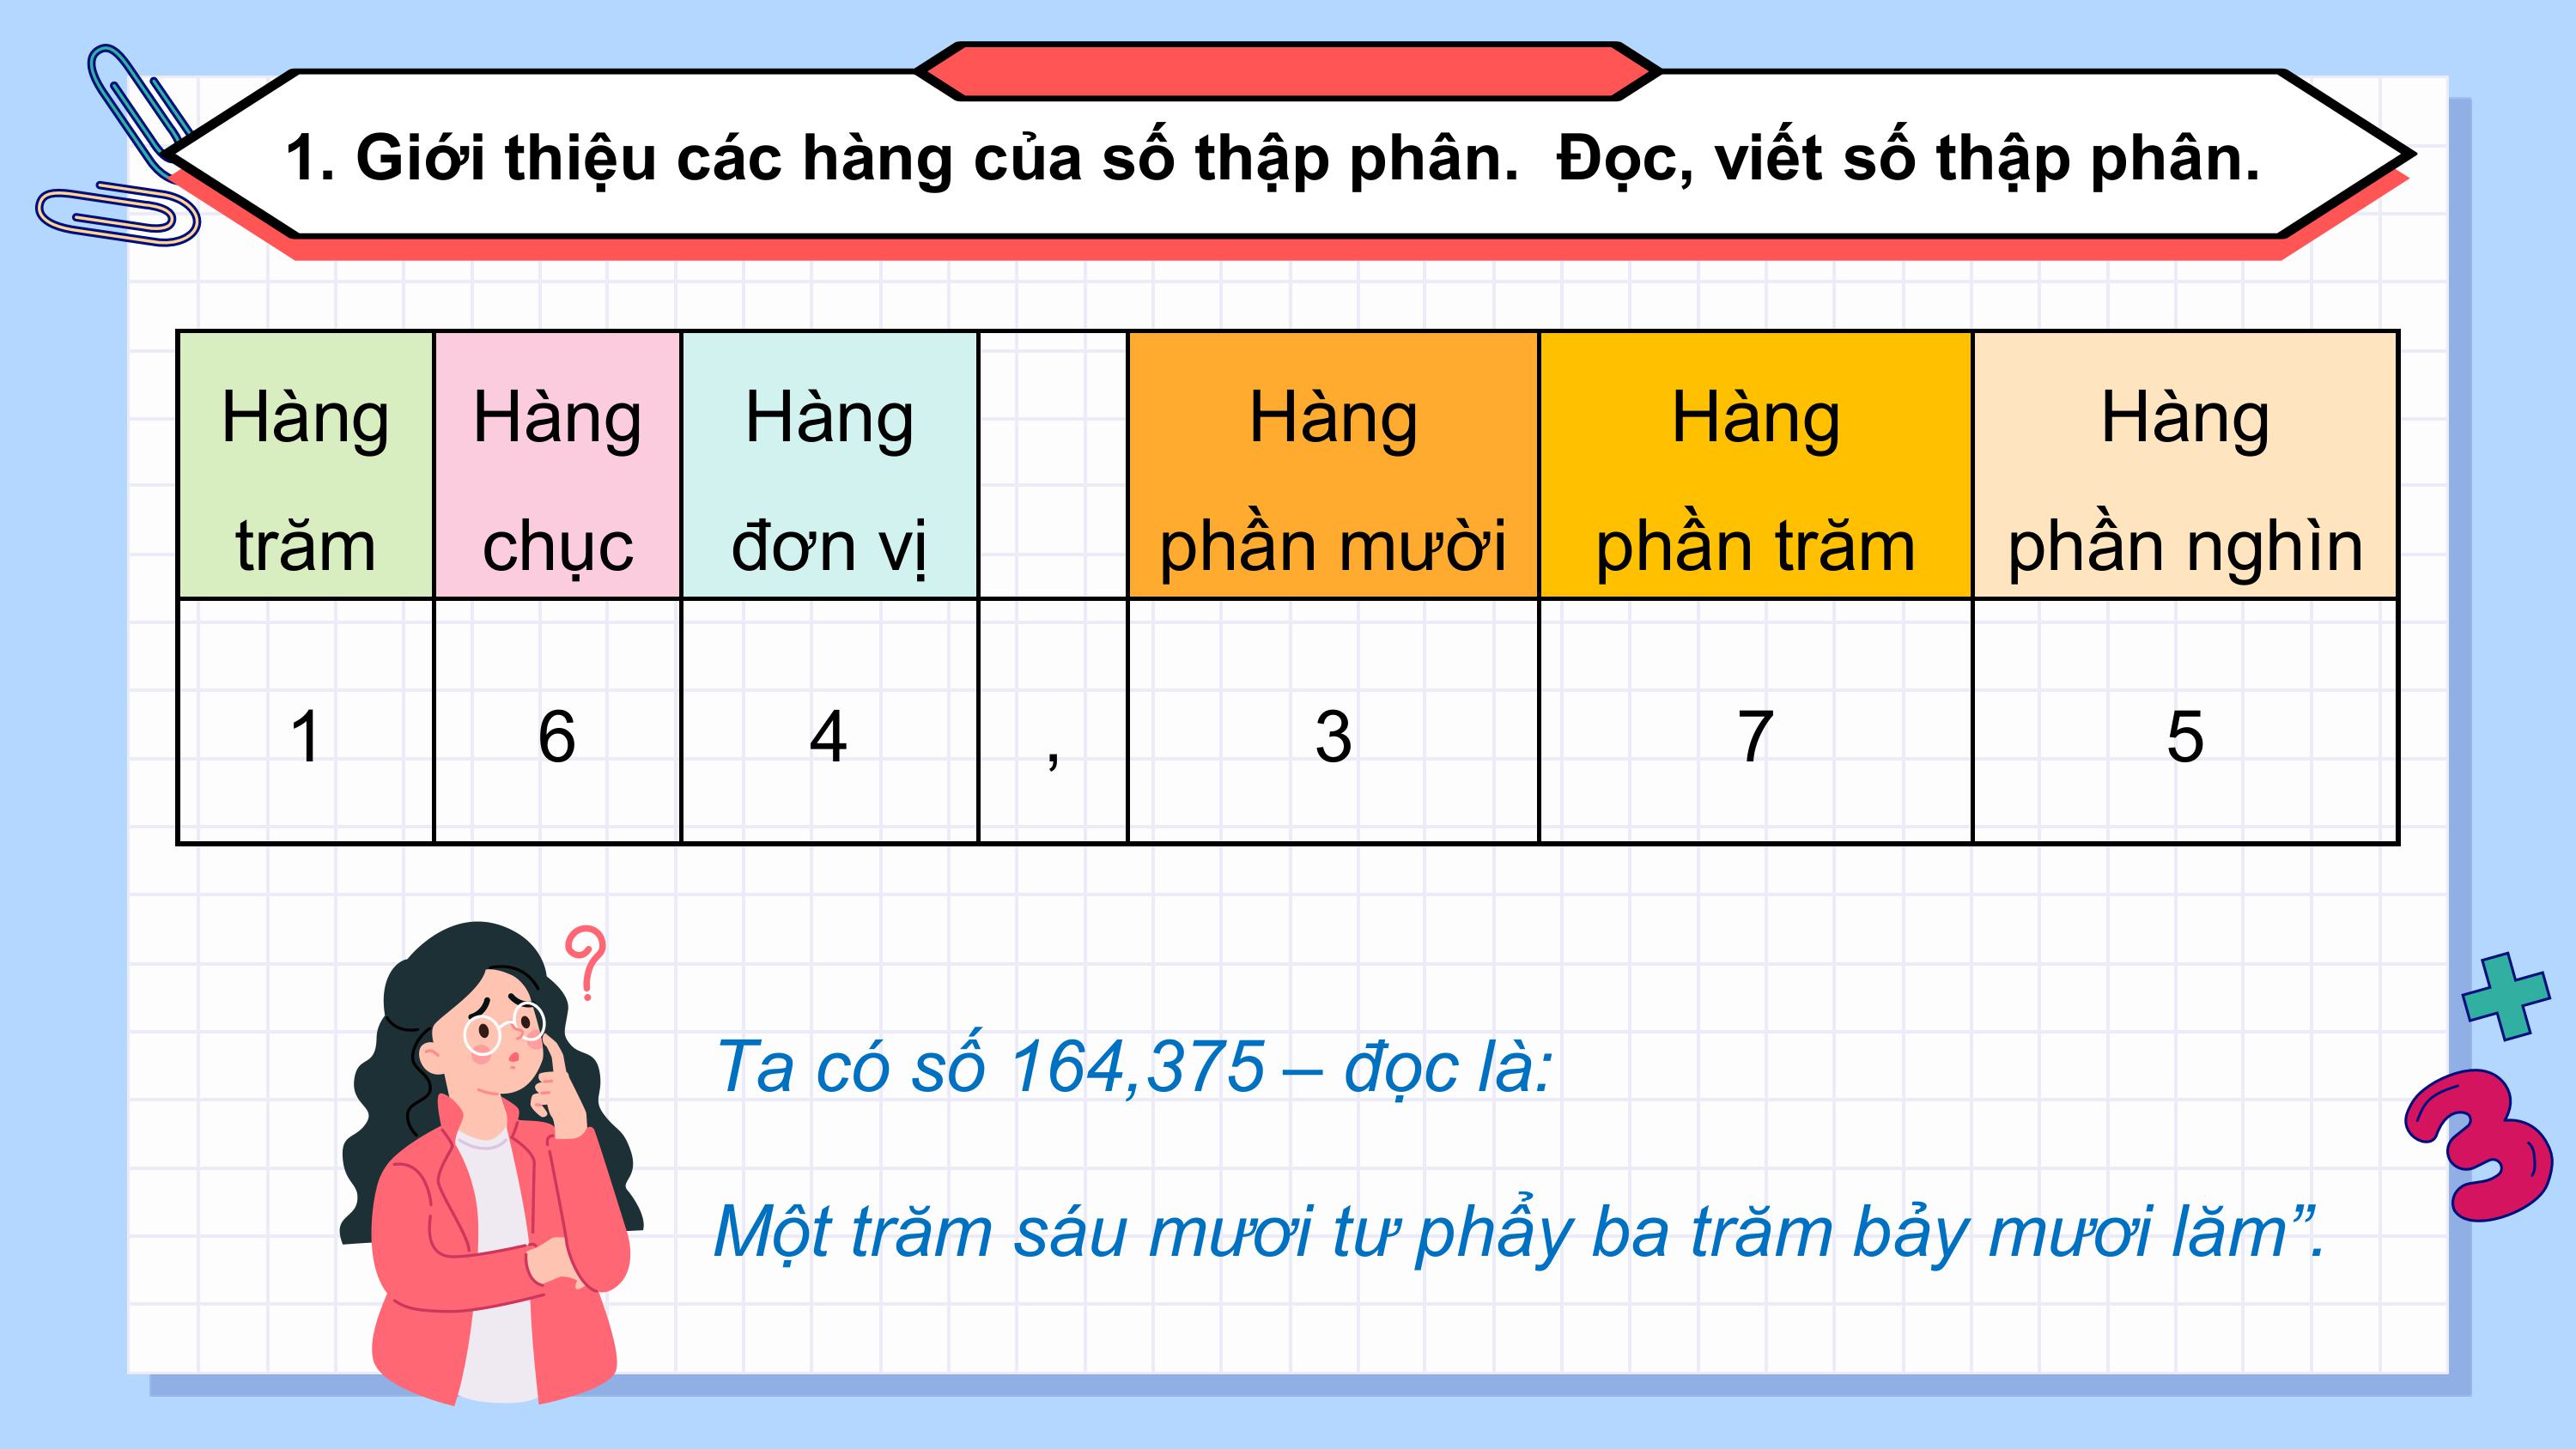 1. Giới thiệu các hàng của số thập phân.  Đọc, viết số thập phân.
Hàng trăm
Hàng chục
Hàng đơn vị
Hàng phần mười
Hàng phần trăm
Hàng phần nghìn
1 6 4 , 3 7 5
?
Ta có số 164,375 – đọc là:
Một trăm sáu mươi tư phẩy ba trăm bảy mươi lăm”.
+
3